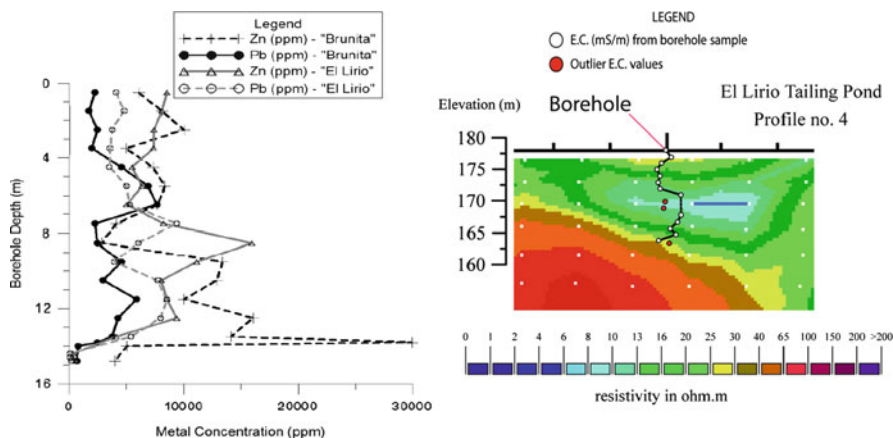 Legend
Zn (ppm) - "Brunita"
Pb (ppm) - "Brunita"
Zn (ppm) - "El Lirio"
Pb (ppm) - "El Lirio"
0
4
8
12
16
Borehole Depth (m)
0 10000 20000 30000
Metal Concentration (ppm)
LEGEND
E.C. (mS/m) from borehole sample
Outlier E.C. values
Elevation (m)
Borehole
El Lirio Tailing Pond
Profile no. 4
180
175
170
165
160
0 1 2 4 6 8 10 13 16 20 25 30 40 65 100 150 200 >200
resistivity in ohm.m